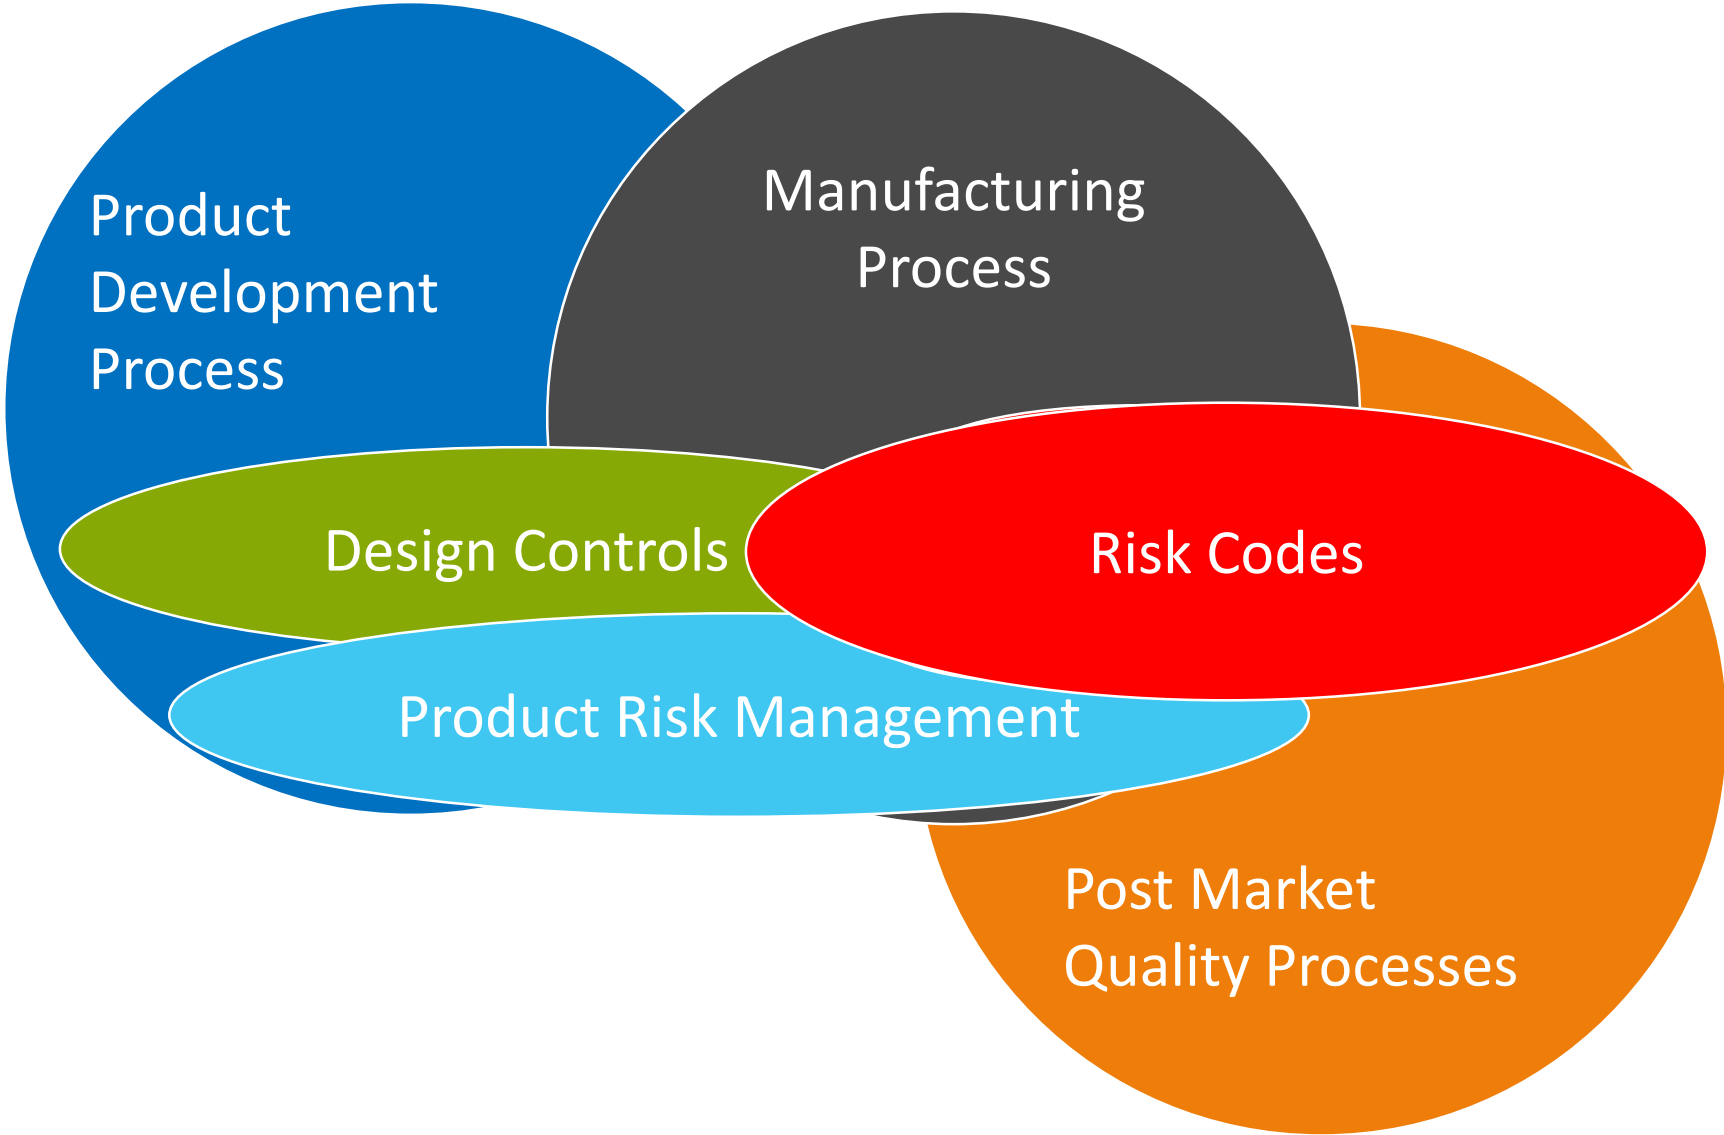 Product
Development
Process
Manufacturing
Process
Design Controls
Risk Codes
Product Risk Management
Post Market
Quality Processes